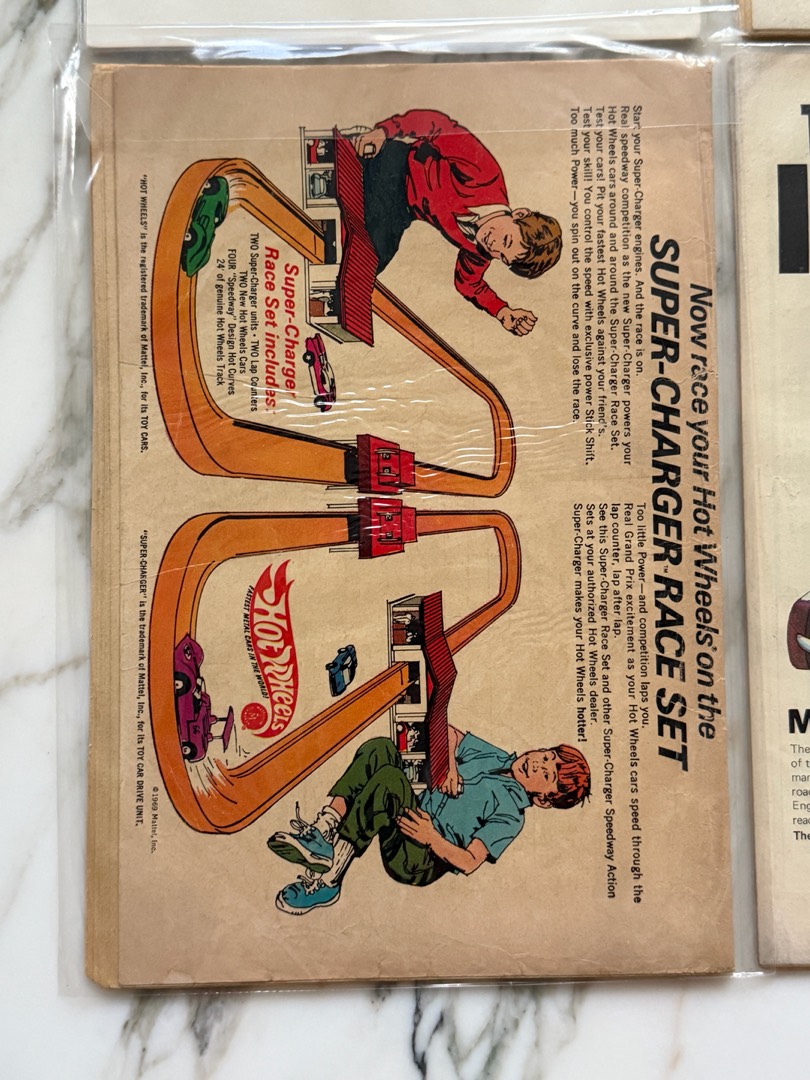 Now race your Hot Wheels® on the
SUPER-CHARGER™ RACE SET
Start your Super-Charger engines. And the race is on.
Real speedway competition as the new Super-Charger powers your
Hot Wheels cars around and around the Super-Charger Race Set.
Test your cars! Pit your fastest Hot Wheels against your friend's.
Test your skill! You control the speed with exclusive power Stick Shift.
Too much Power—you spin out on the curve and lose the race.
Too little Power—and competition laps you.
Real Grand Prix excitement as your Hot Wheels cars speed through the
lap counter, lap after lap.
See this Super-Charger Race Set and other Super-Charger Speedway Action
Sets at your authorized Hot Wheels dealer.
Super-Charger makes your Hot Wheels hotter!
Super-Charger
Race Set includes:
TWO Super-Charger units · TWO Lap Counters
TWO New Hot Wheels Cars
FOUR "Speedway" Design Hot Curves
24' of genuine Hot Wheels Track
Hot Wheels
FASTEST METAL CARS IN THE WORLD!
"HOT WHEELS" is the registered trademark of Mattel, Inc., for its TOY CARS.
"SUPER-CHARGER" is the trademark of Mattel, Inc., for its TOY CAR DRIVE UNIT.
© 1969 Mattel, Inc.
M
The
of t
man
road
Eng
read
The